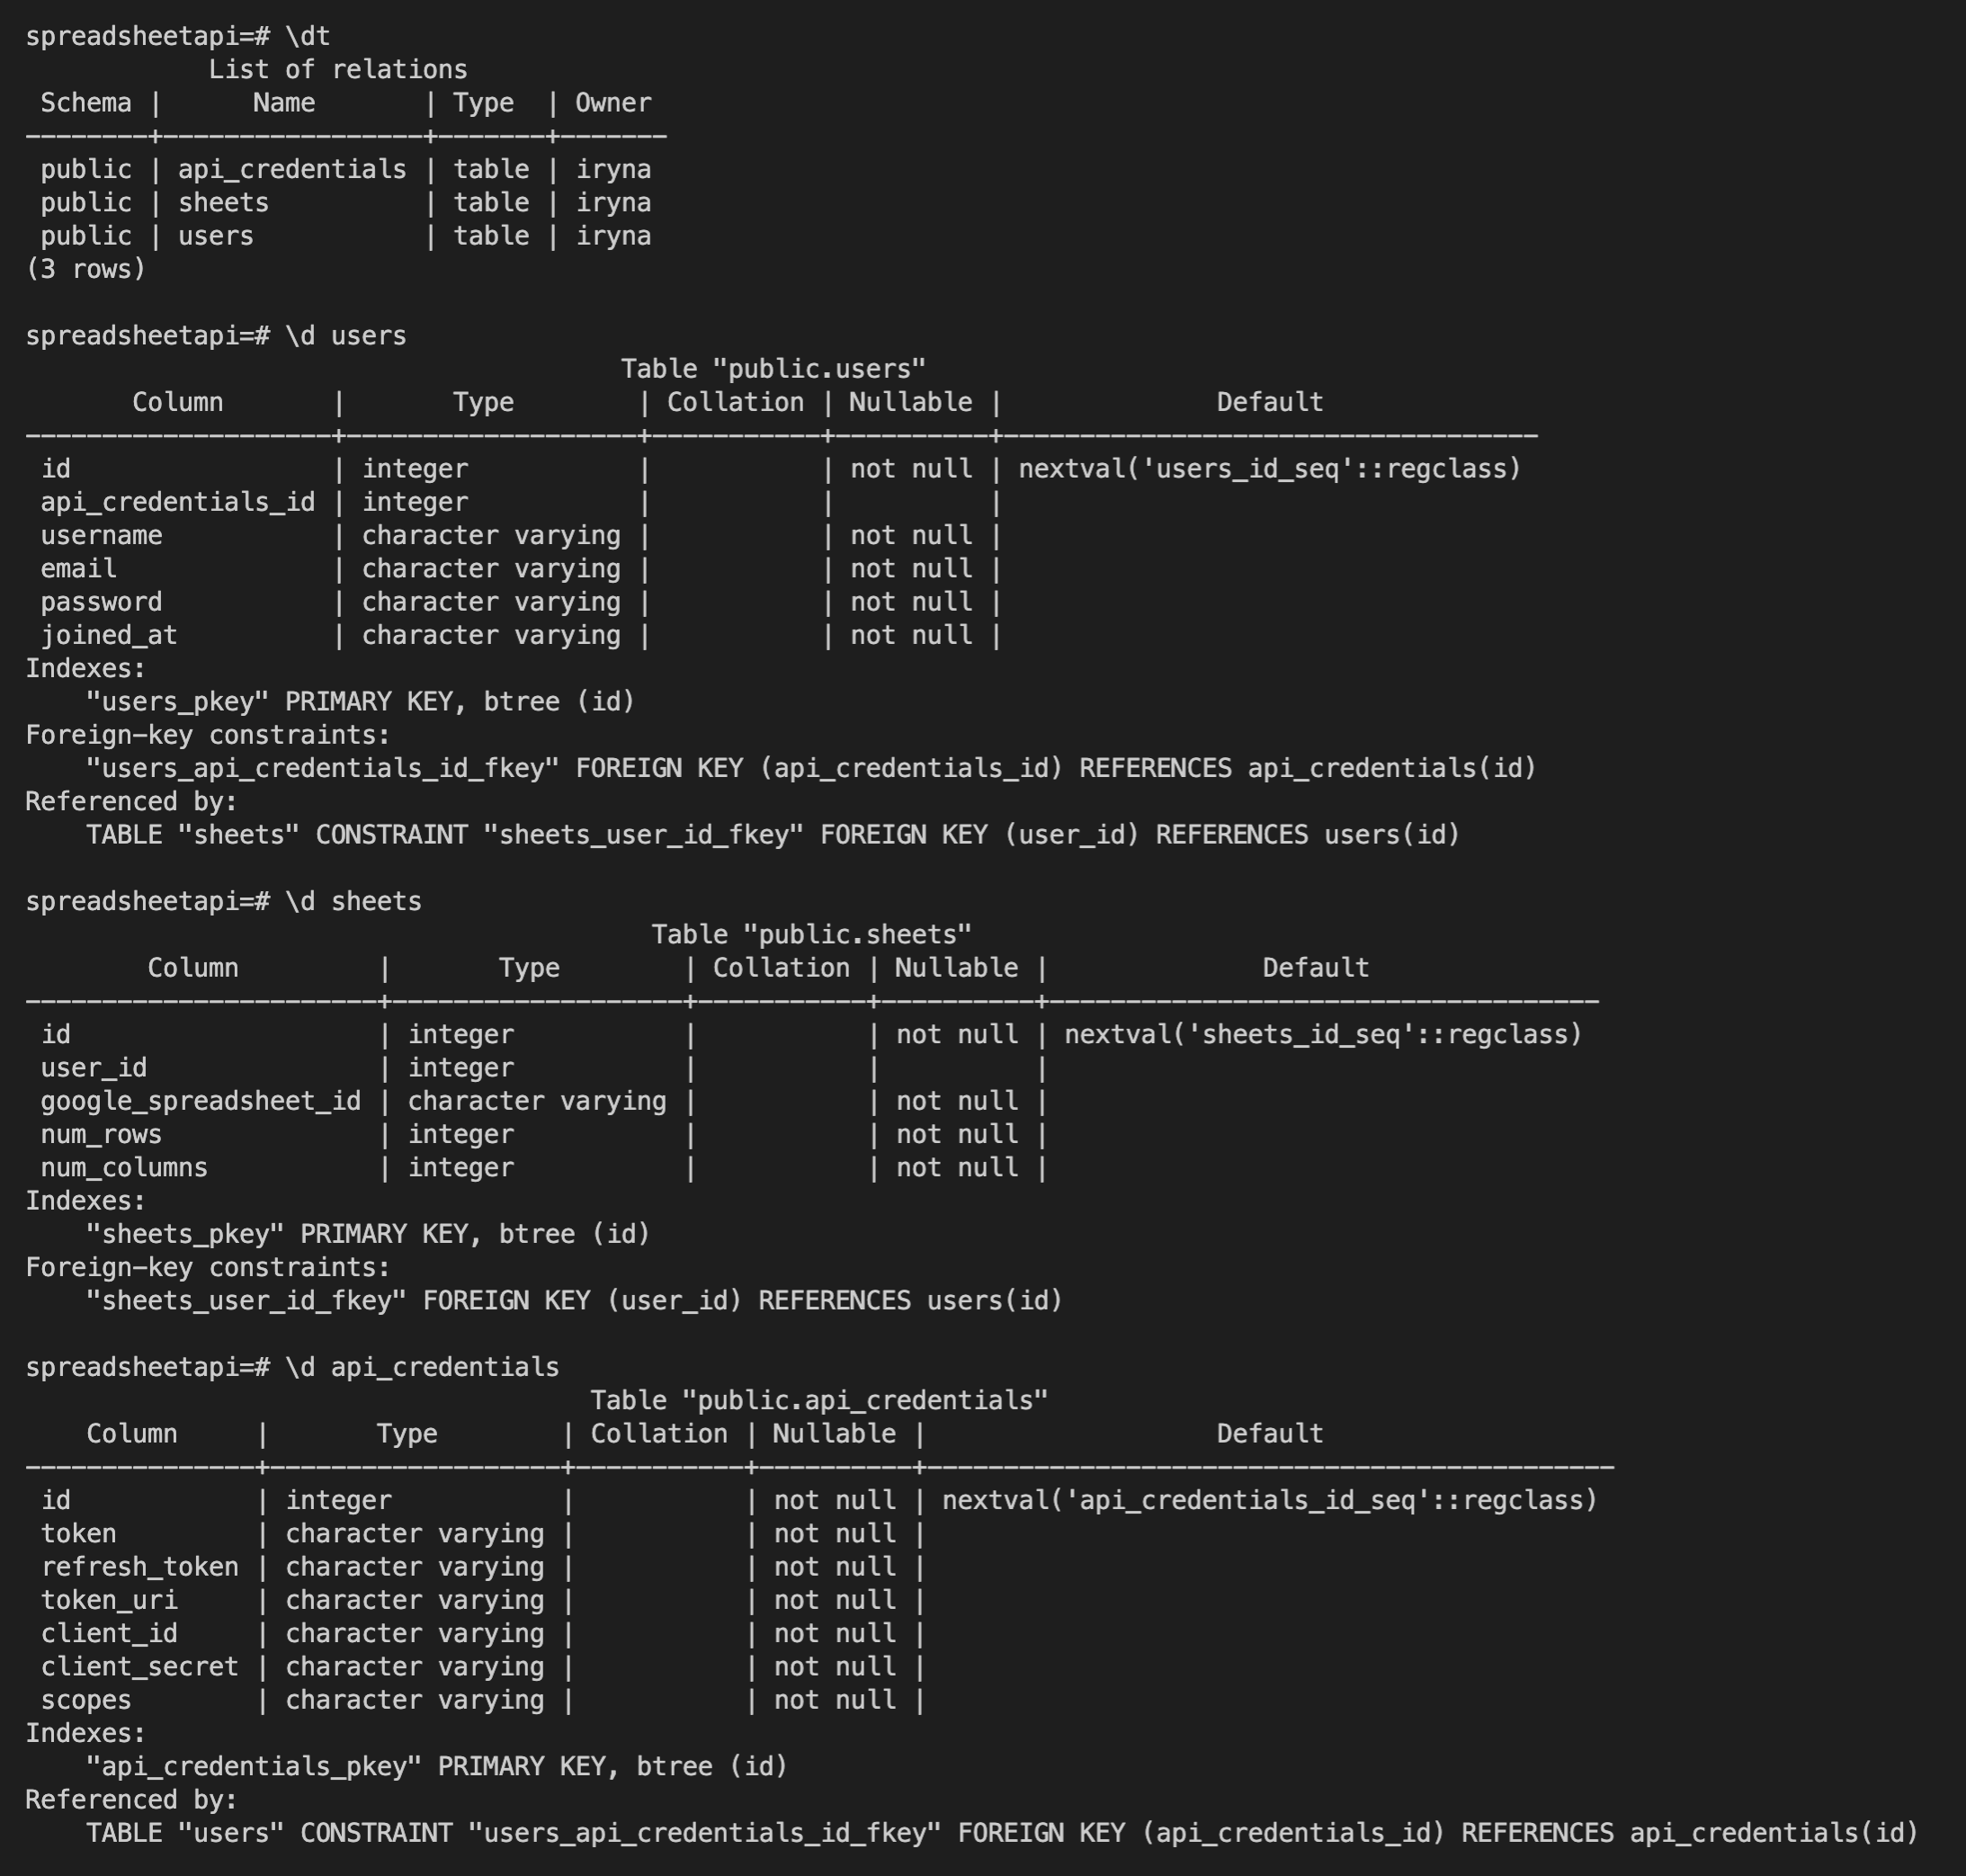 spreadsheetapi=# \dt
            List of relations
 Schema |      Name       | Type  | Owner
--------+-----------------+-------+-------
 public | api_credentials | table | iryna
 public | sheets          | table | iryna
 public | users           | table | iryna
(3 rows)

spreadsheetapi=# \d users
                                       Table "public.users"
       Column       |       Type        | Collation | Nullable |              Default
--------------------+-------------------+-----------+----------+-----------------------------------
 id                 | integer           |           | not null | nextval('users_id_seq'::regclass)
 api_credentials_id | integer           |           |          |
 username           | character varying |           | not null |
 email              | character varying |           | not null |
 password           | character varying |           | not null |
 joined_at          | character varying |           | not null |
Indexes:
    "users_pkey" PRIMARY KEY, btree (id)
Foreign-key constraints:
    "users_api_credentials_id_fkey" FOREIGN KEY (api_credentials_id) REFERENCES api_credentials(id)
Referenced by:
    TABLE "sheets" CONSTRAINT "sheets_user_id_fkey" FOREIGN KEY (user_id) REFERENCES users(id)

spreadsheetapi=# \d sheets
                                         Table "public.sheets"
        Column         |       Type        | Collation | Nullable |              Default
-----------------------+-------------------+-----------+----------+------------------------------------
 id                    | integer           |           | not null | nextval('sheets_id_seq'::regclass)
 user_id               | integer           |           |          |
 google_spreadsheet_id | character varying |           | not null |
 num_rows              | integer           |           | not null |
 num_columns           | integer           |           | not null |
Indexes:
    "sheets_pkey" PRIMARY KEY, btree (id)
Foreign-key constraints:
    "sheets_user_id_fkey" FOREIGN KEY (user_id) REFERENCES users(id)

spreadsheetapi=# \d api_credentials
                                     Table "public.api_credentials"
    Column     |       Type        | Collation | Nullable |                   Default
---------------+-------------------+-----------+----------+---------------------------------------------
 id            | integer           |           | not null | nextval('api_credentials_id_seq'::regclass)
 token         | character varying |           | not null |
 refresh_token | character varying |           | not null |
 token_uri     | character varying |           | not null |
 client_id     | character varying |           | not null |
 client_secret | character varying |           | not null |
 scopes        | character varying |           | not null |
Indexes:
    "api_credentials_pkey" PRIMARY KEY, btree (id)
Referenced by:
    TABLE "users" CONSTRAINT "users_api_credentials_id_fkey" FOREIGN KEY (api_credentials_id) REFERENCES api_credentials(id)